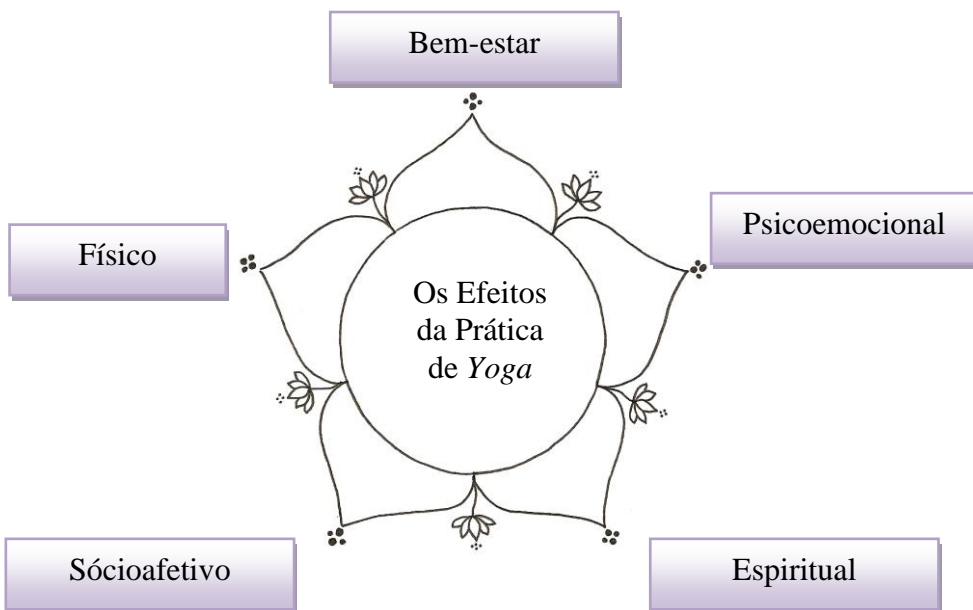 Bem-estar
Psicoemocional
Físico
Os Efeitos
da Prática
de Yoga
Sócioafetivo
Espiritual